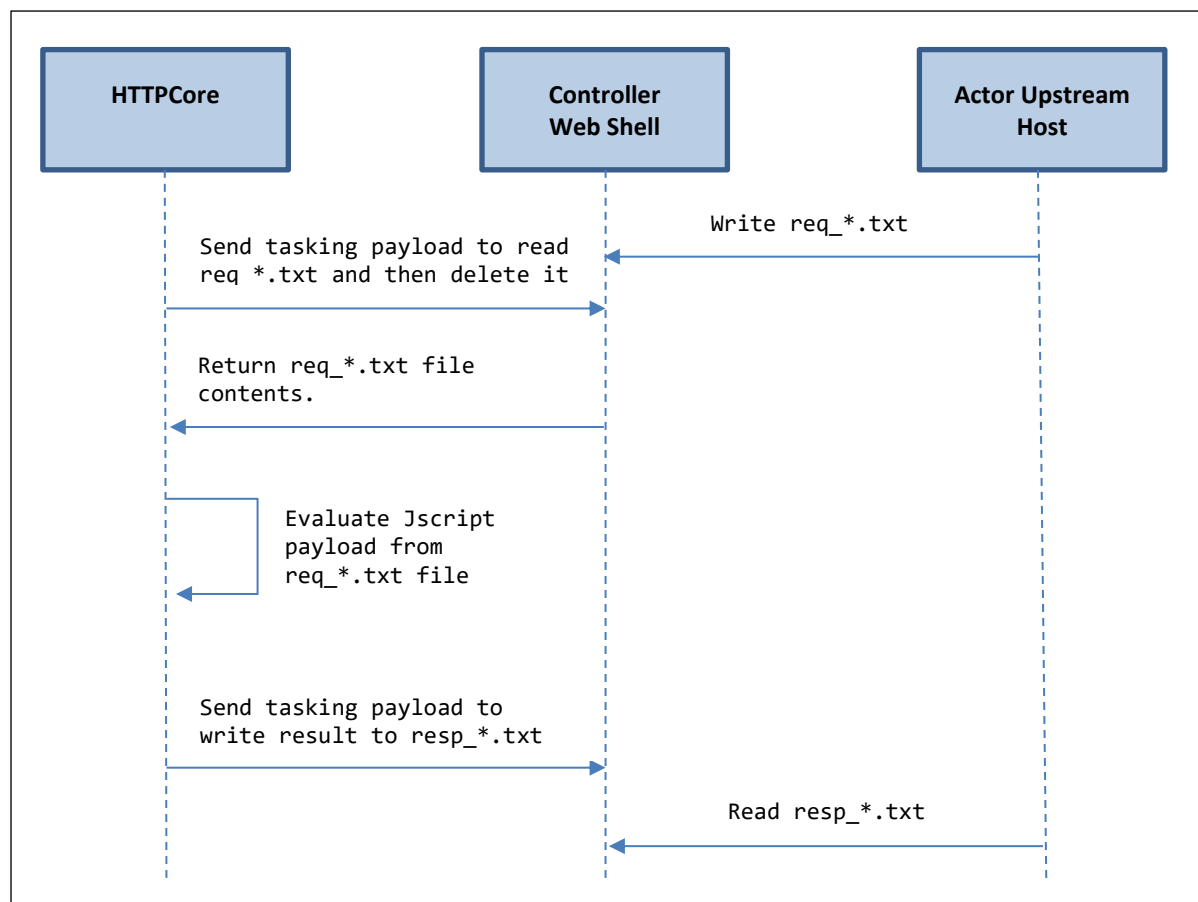 HTTPCore
Controller
Web Shell
Actor Upstream
Host
Write req_*.txt
Send tasking payload to read
req *.txt and then delete it
Return req_*.txt file
contents.
Evaluate Jscript
payload from
req_*.txt file
Send tasking payload to
write result to resp_*.txt
Read resp_*.txt